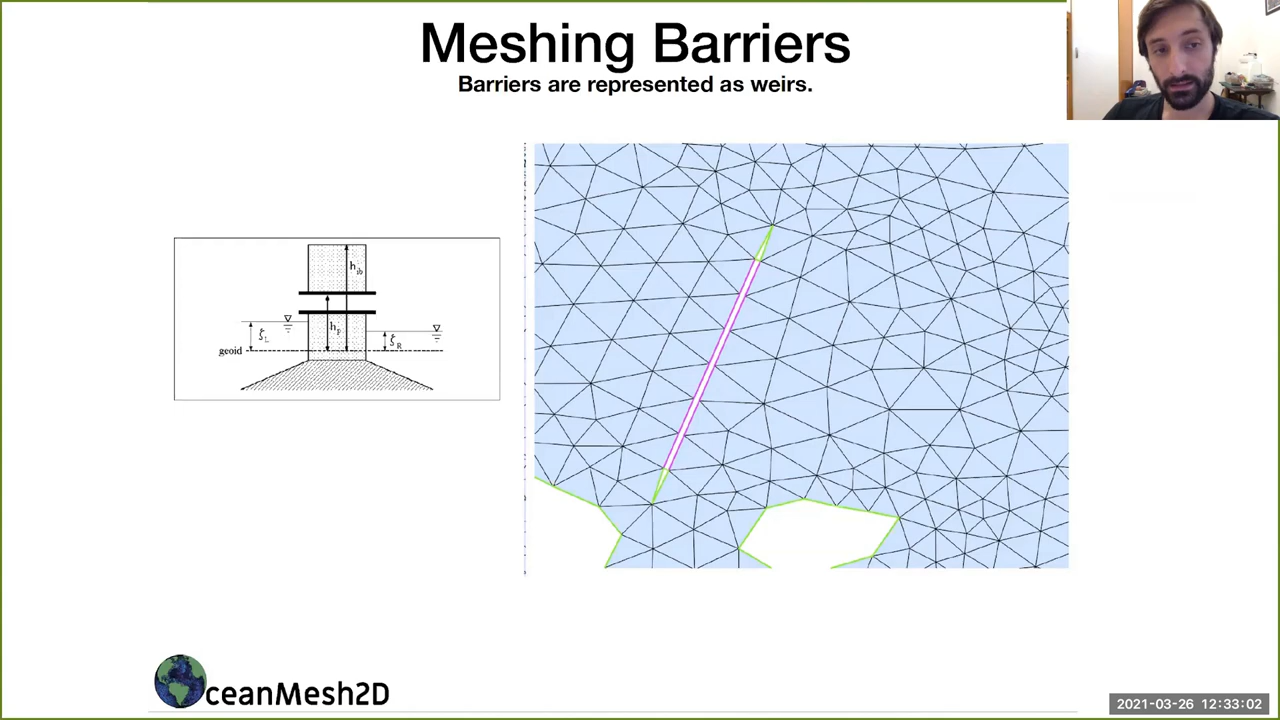 Meshing Barriers
Barriers are represented as weirs.
h
ζ L
h
geoid
ζ R
ceanMesh2D
2021-03-26 12:33:02